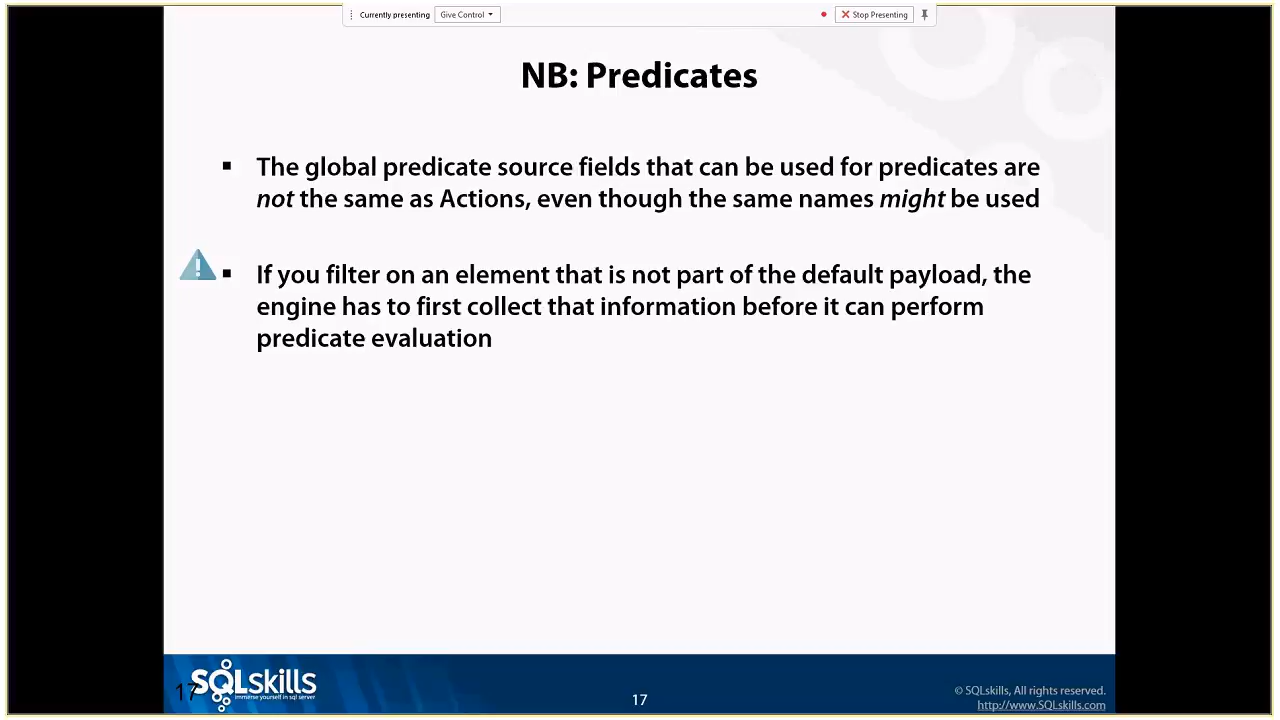 Currently presenting Give Control Stop Presenting
NB: Predicates
The global predicate source fields that can be used for predicates are
not the same as Actions, even though the same names might be used
If you filter on an element that is not part of the default payload, the
engine has to first collect that information before it can perform
predicate evaluation
17 SQLskills
immerse yourself in sql server
17
© SQLskills, All rights reserved.
http://www.SQLskills.com